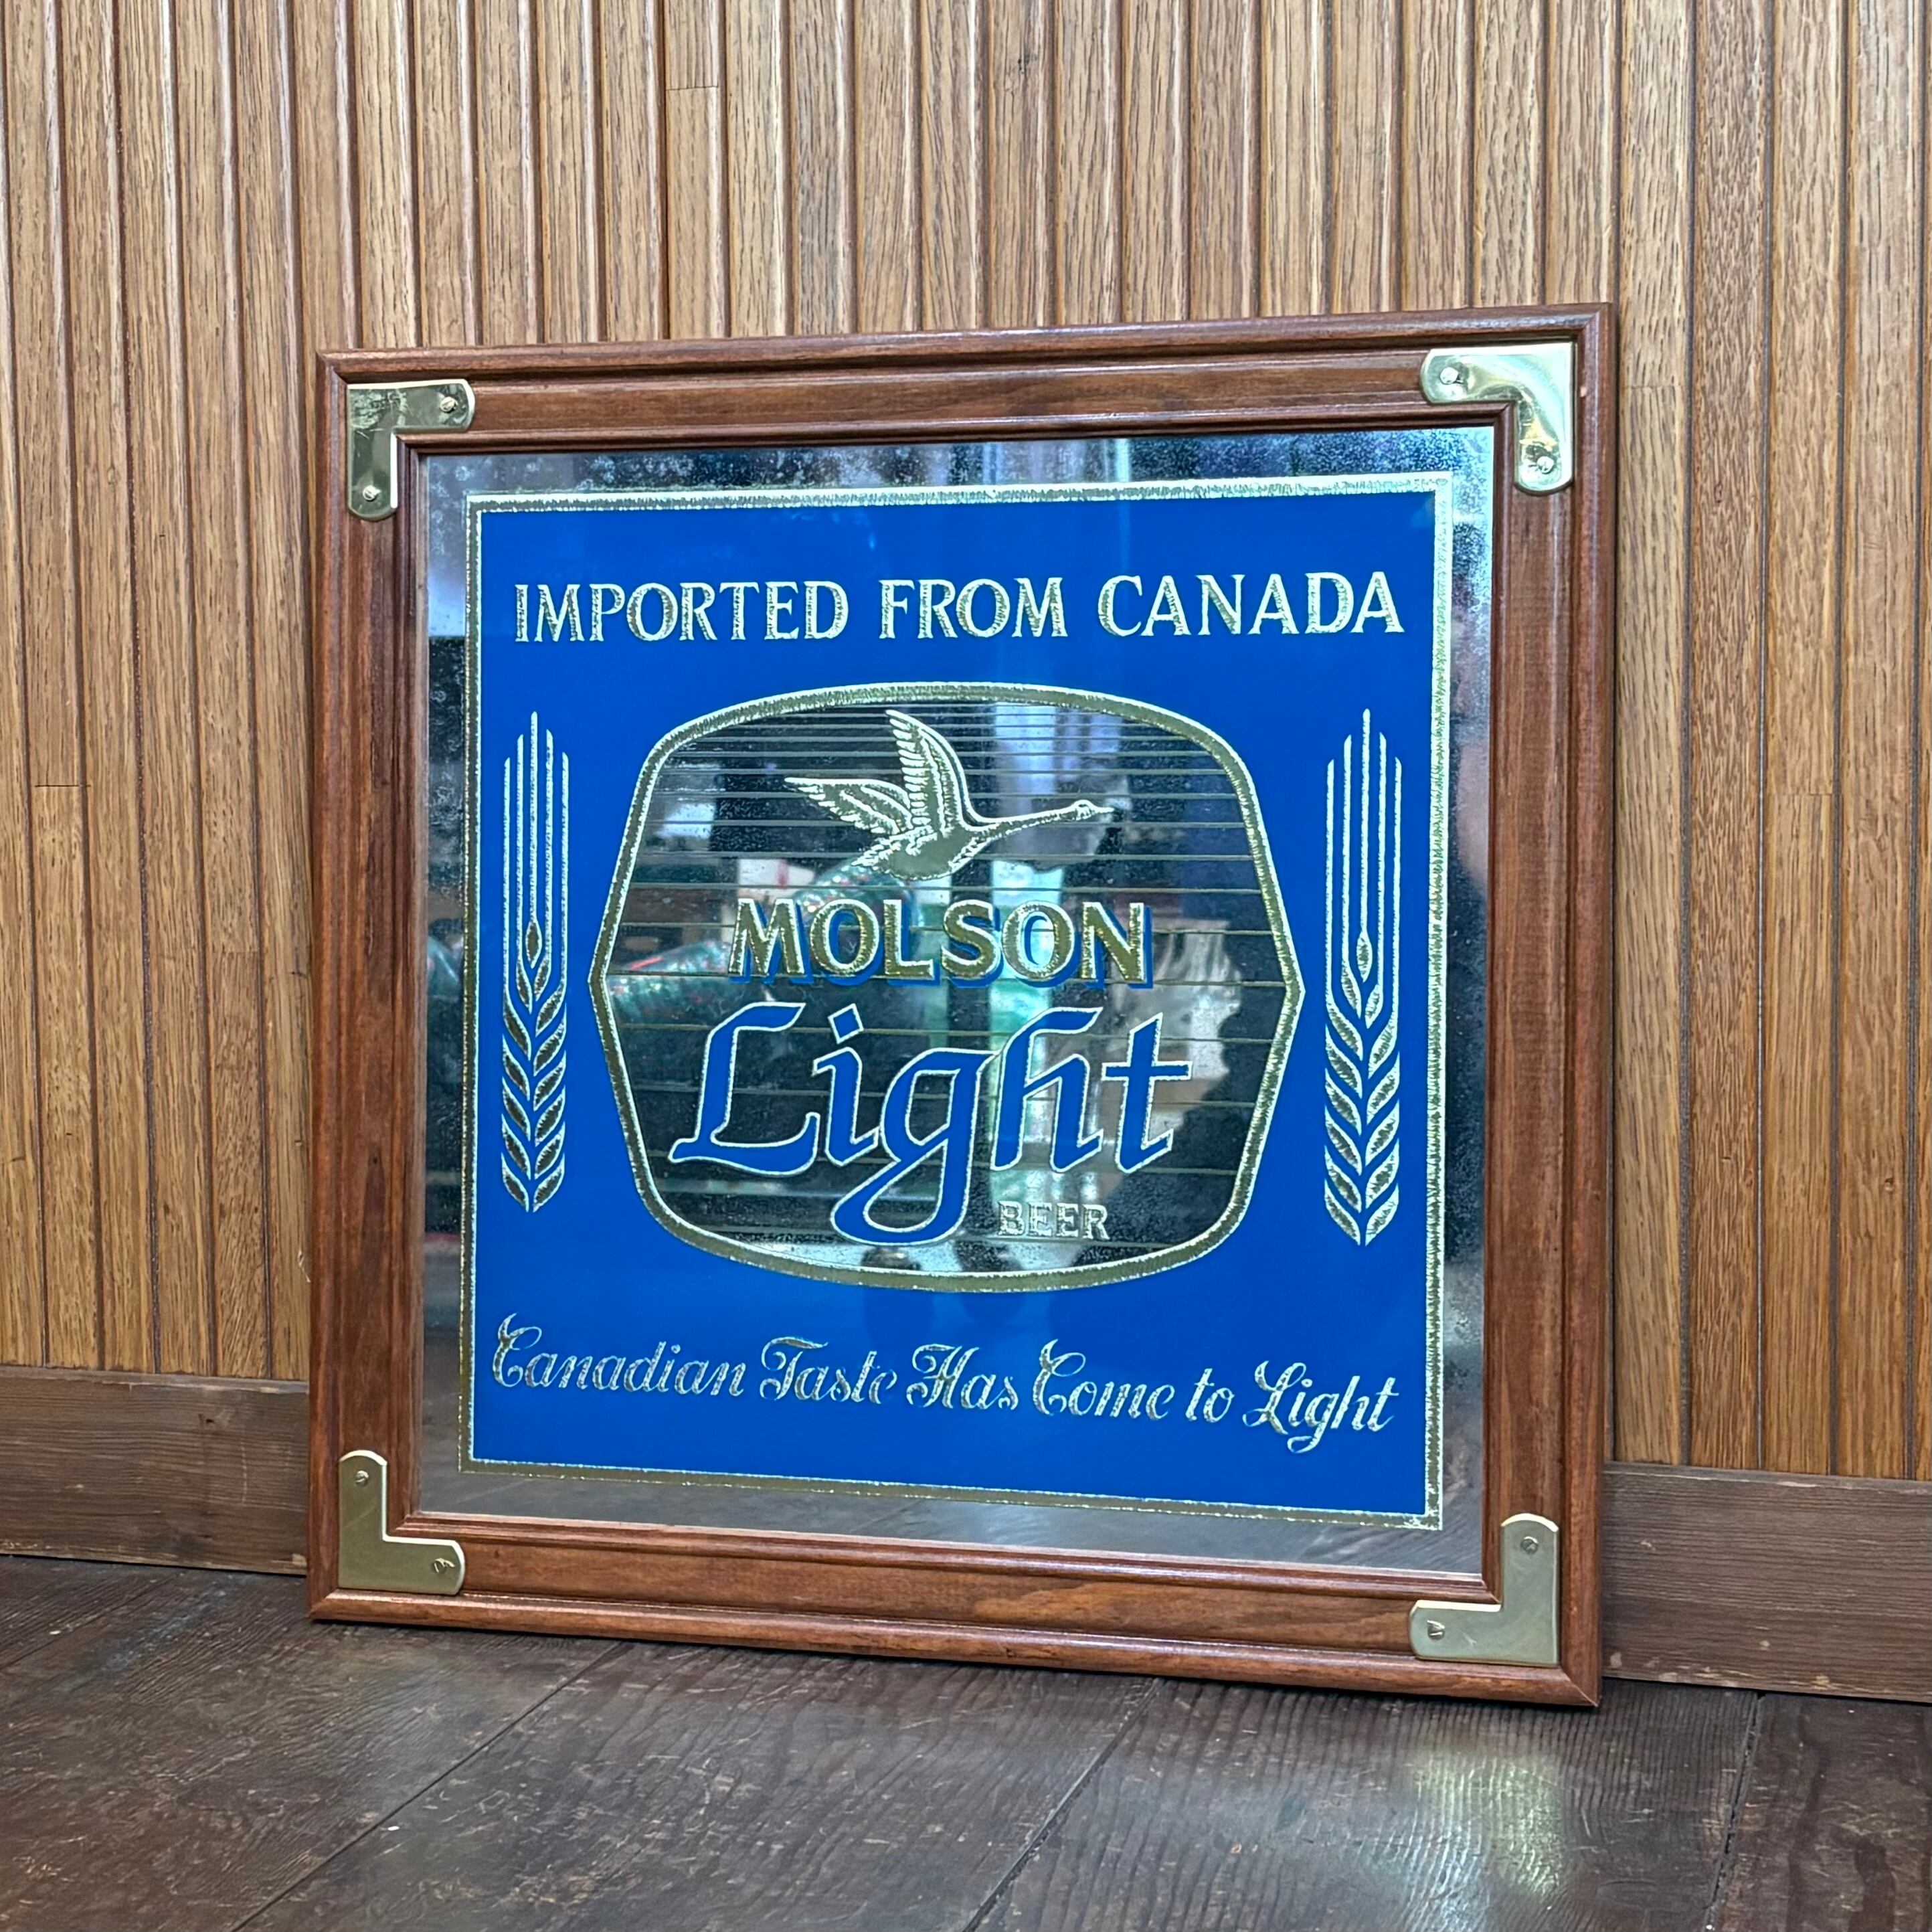 IMPORTED FROM CANADA
MOLSON
Light
BEER
Canadian Taste Has Come to Light